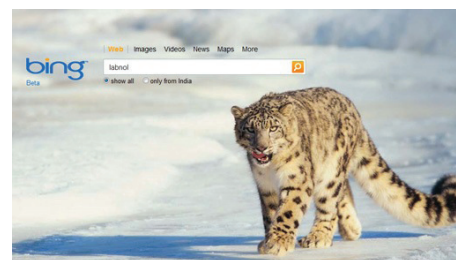 Web Images Videos News Maps More
bing
labnol
Beta
show all only from India